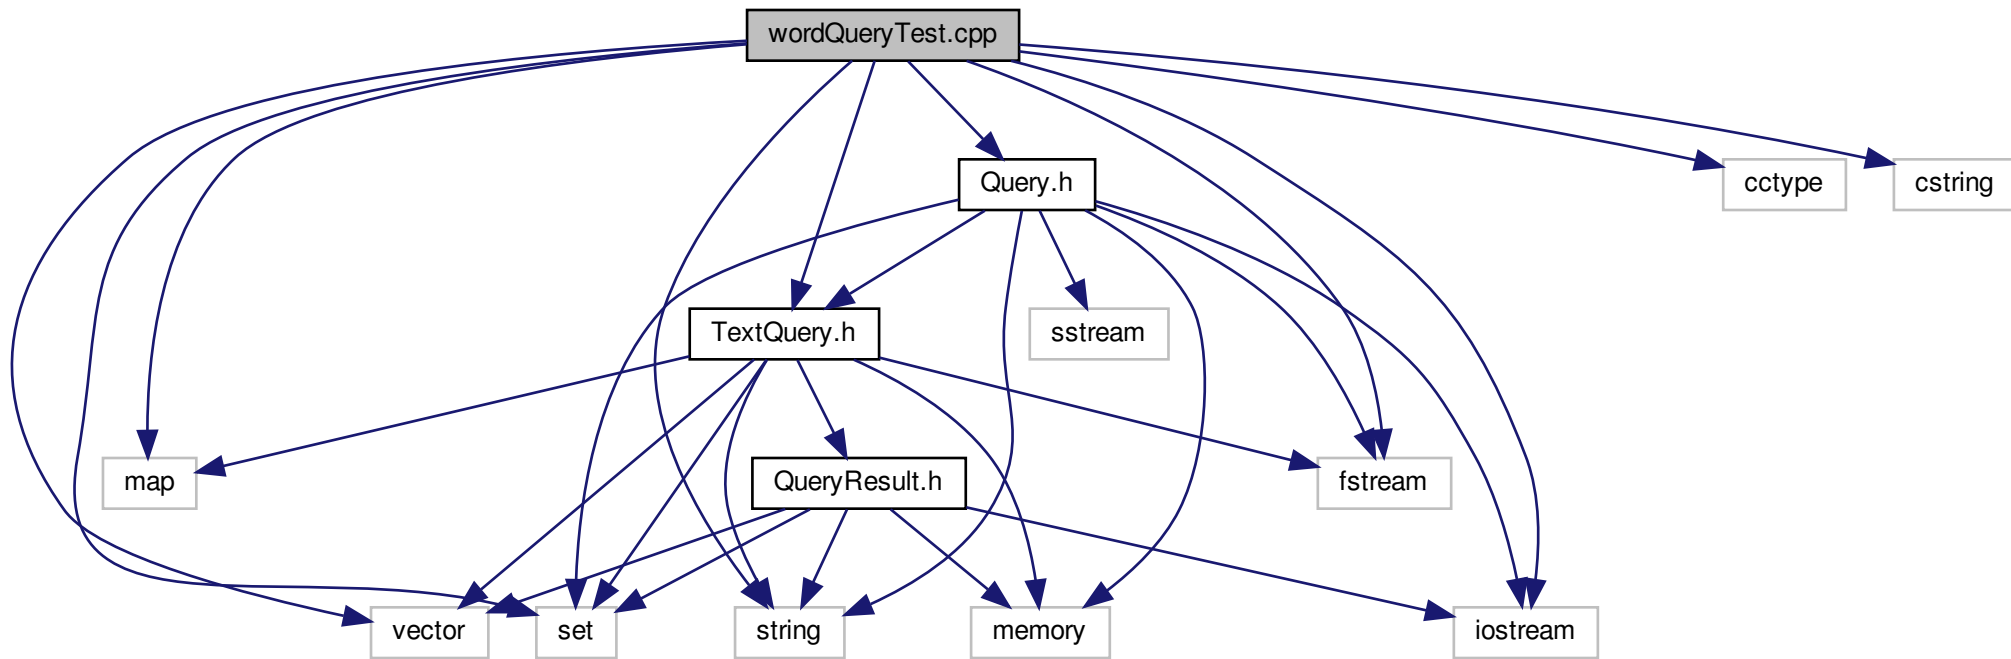 wordQueryTest.cpp
Query.h
cctype
cstring
TextQuery.h
sstream
map
QueryResult.h
fstream
vector
set
string
memory
iostream